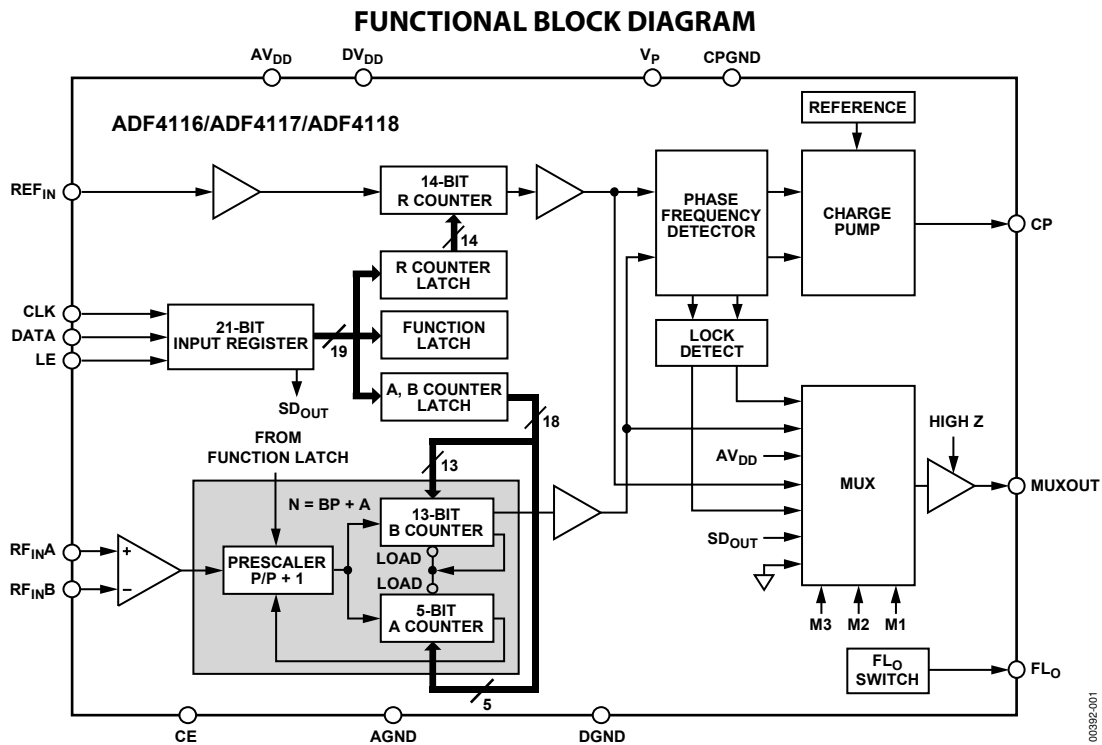 FUNCTIONAL BLOCK DIAGRAM
AVDD
DVDD
VP
CPGND
ADF4116/ADF4117/ADF4118
REFERENCE
REFIN
14-BIT
R COUNTER
PHASE
FREQUENCY
DETECTOR
CHARGE
PUMP
CP
14
R COUNTER
LATCH
CLK
DATA
LE
21-BIT
INPUT REGISTER
19
FUNCTION
LATCH
LOCK
DETECT
A, B COUNTER
LATCH
SDOUT
18
FROM
FUNCTION LATCH
13
HIGH Z
AVDD
MUX
MUXOUT
N = BP + A
13-BIT
B COUNTER
SDOUT
RFINA
RFINB
+
–
PRESCALER
P/P + 1
LOAD
LOAD
5-BIT
A COUNTER
M3
M2
M1
FLO
SWITCH
FLO
5
CE
AGND
DGND
00392-001